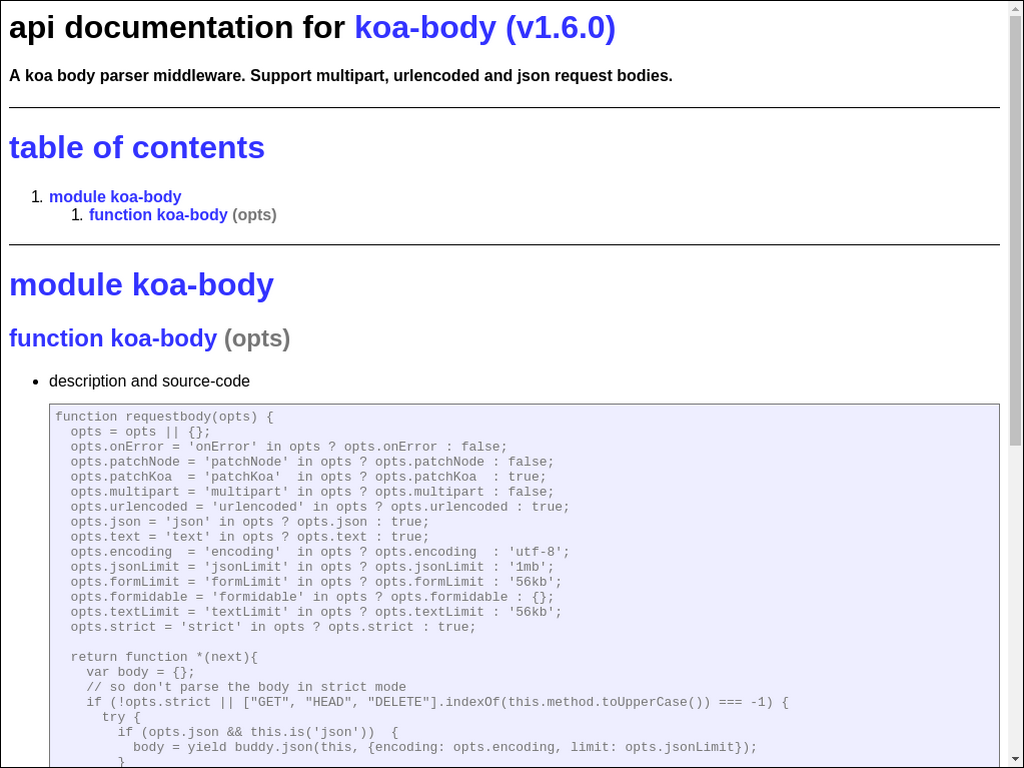 api documentation for koa-body (v1.6.0)
A koa body parser middleware. Support multipart, urlencoded and json request bodies.
table of contents
1. module koa-body
1. function koa-body (opts)
module koa-body
function koa-body (opts)
• description and source-code
function requestbody(opts) {
  opts = opts || {};
  opts.onError = 'onError' in opts ? opts.onError : false;
  opts.patchNode = 'patchNode' in opts ? opts.patchNode : false;
  opts.patchKoa  = 'patchKoa'  in opts ? opts.patchKoa  : true;
  opts.multipart = 'multipart' in opts ? opts.multipart : false;
  opts.urlencoded = 'urlencoded' in opts ? opts.urlencoded : true;
  opts.json = 'json' in opts ? opts.json : true;
  opts.text = 'text' in opts ? opts.text : true;
  opts.encoding  = 'encoding'  in opts ? opts.encoding  : 'utf-8';
  opts.jsonLimit = 'jsonLimit' in opts ? opts.jsonLimit : '1mb';
  opts.formLimit = 'formLimit' in opts ? opts.formLimit : '56kb';
  opts.formidable = 'formidable' in opts ? opts.formidable : {};
  opts.textLimit = 'textLimit' in opts ? opts.textLimit : '56kb';
  opts.strict = 'strict' in opts ? opts.strict : true;
  return function *(next){
    var body = {};
    // so don't parse the body in strict mode
    if (!opts.strict || ["GET", "HEAD", "DELETE"].indexOf(this.method.toUpperCase()) === -1) {
      try {
        if (opts.json && this.is('json'))  {
          body = yield buddy.json(this, {encoding: opts.encoding, limit: opts.jsonLimit});
        }